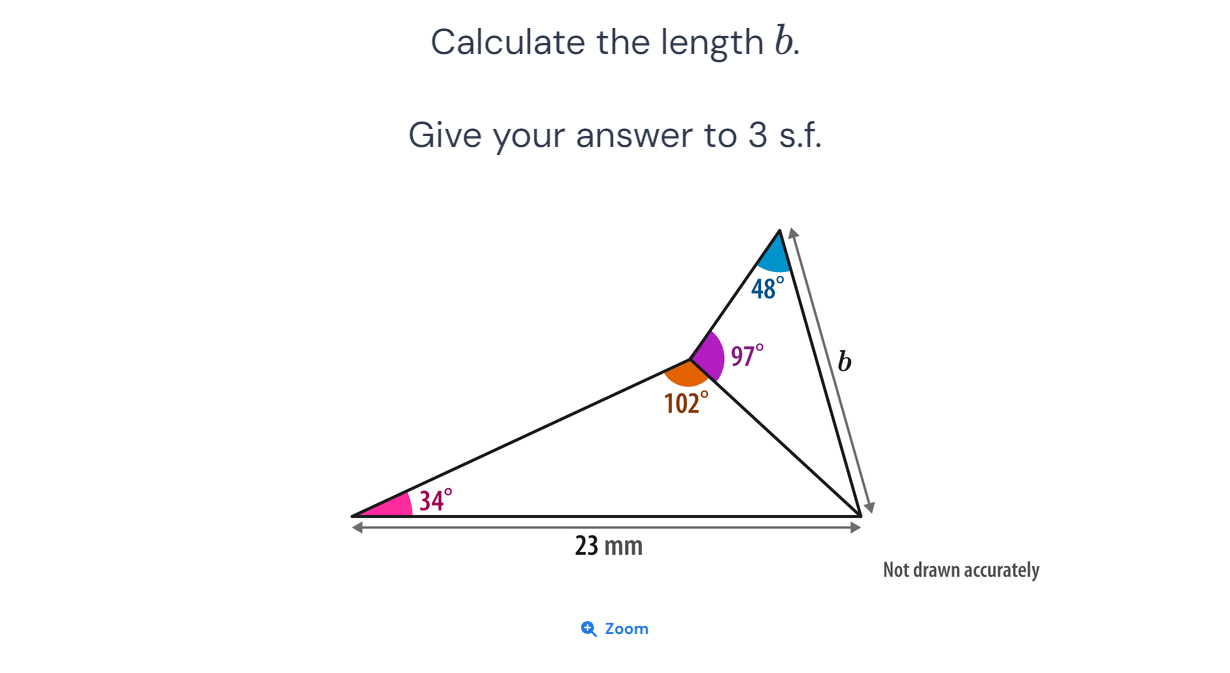 Calculate the length b.
Give your answer to 3 s.f.
48°
97°
b
102°
34°
23 mm
Not drawn accurately
Zoom